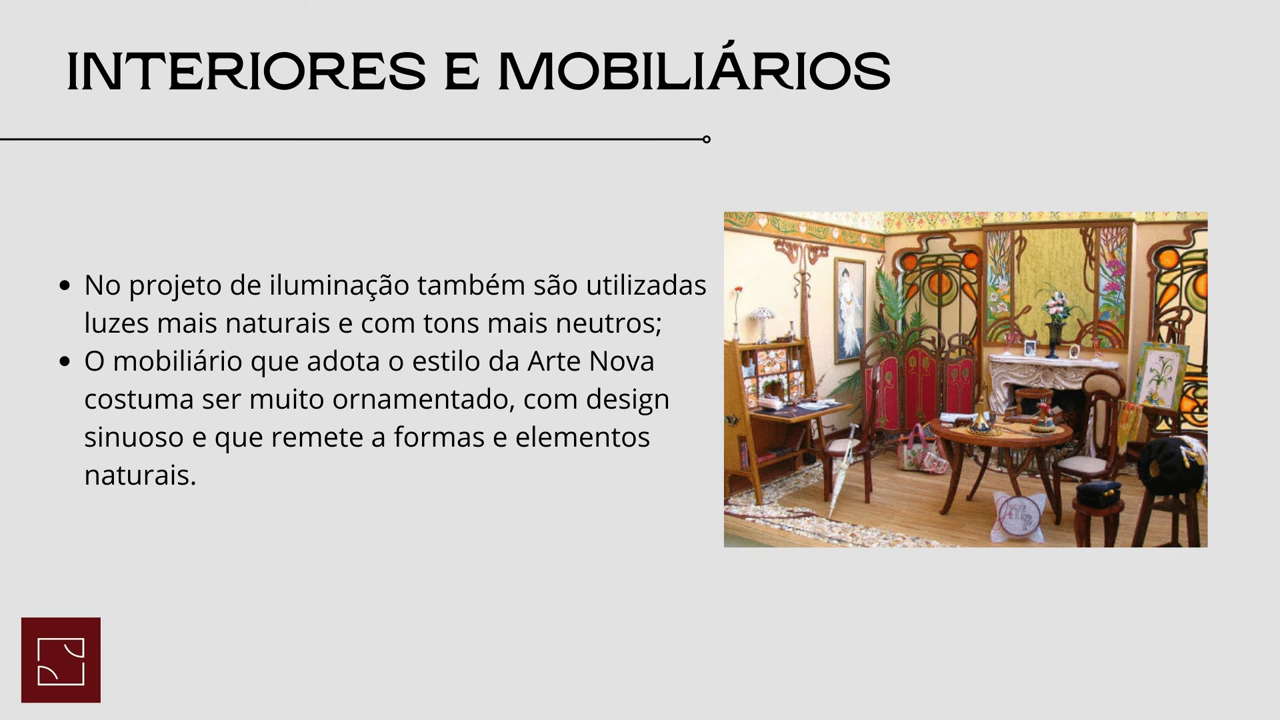 INTERIORES E MOBILIÁRIOS
• No projeto de iluminação também são utilizadas
luzes mais naturais e com tons mais neutros;
• O mobiliário que adota o estilo da Arte Nova
costuma ser muito ornamentado, com design
sinuoso e que remete a formas e elementos
naturais.